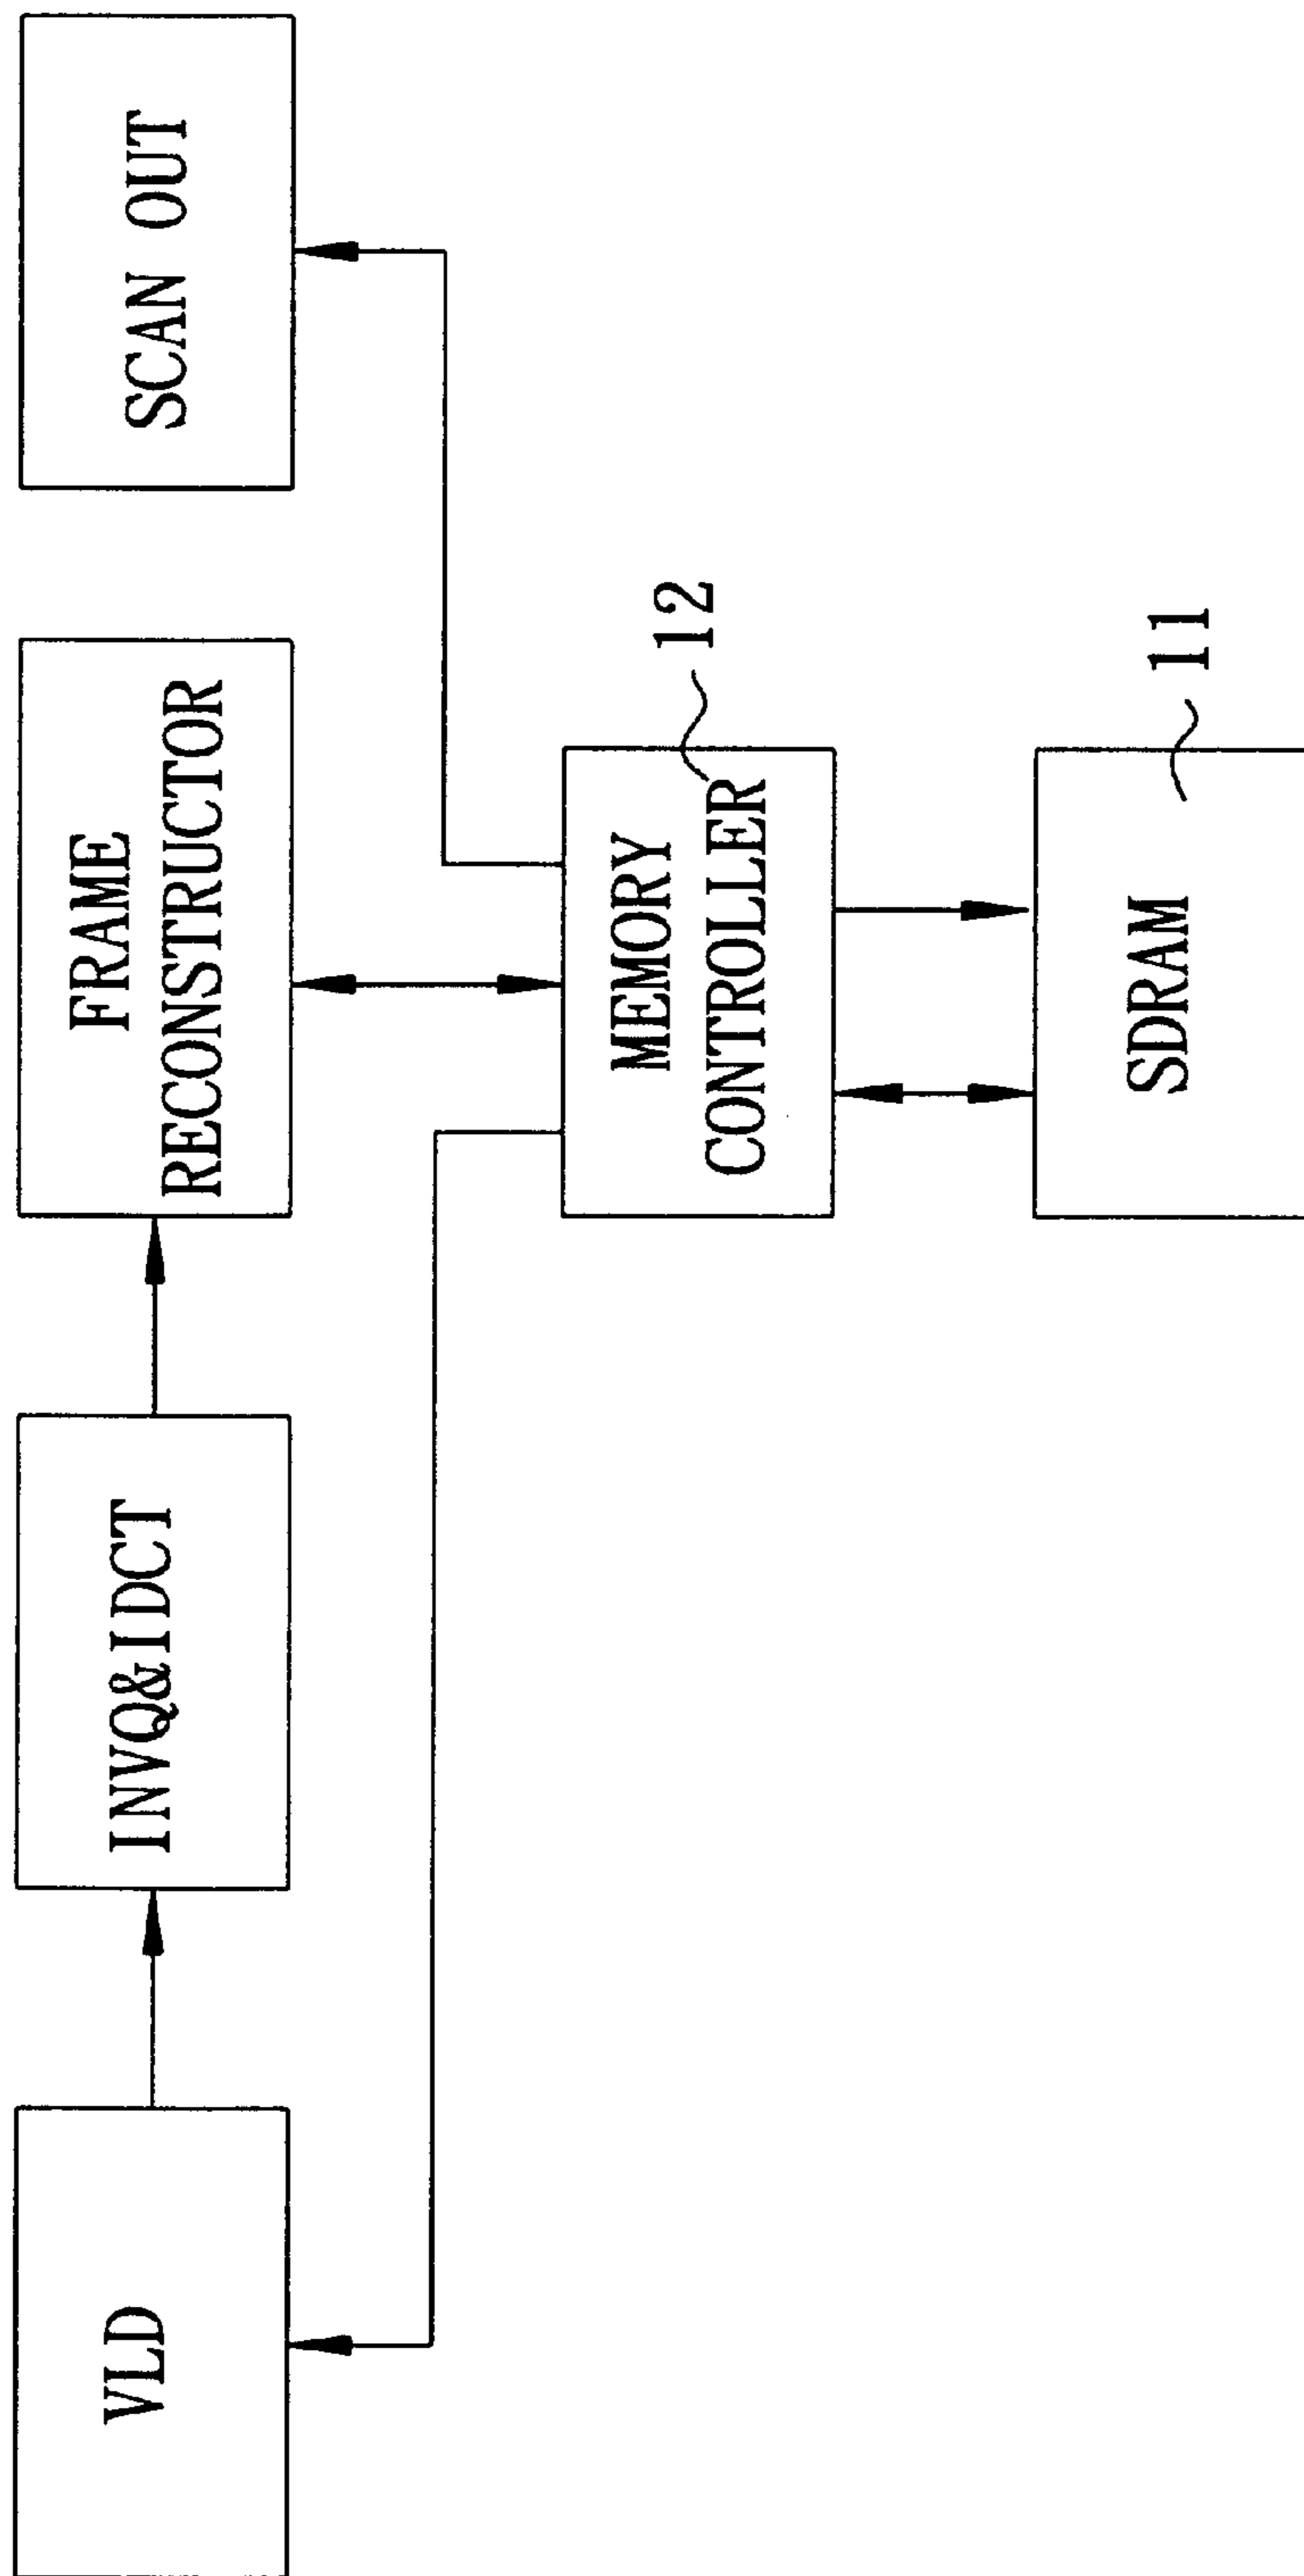 VLD
INVQ&IDCT
FRAME
RECONSTRUCTOR
SCAN OUT
MEMORY
CONTROLLER
12
SDRAM
11